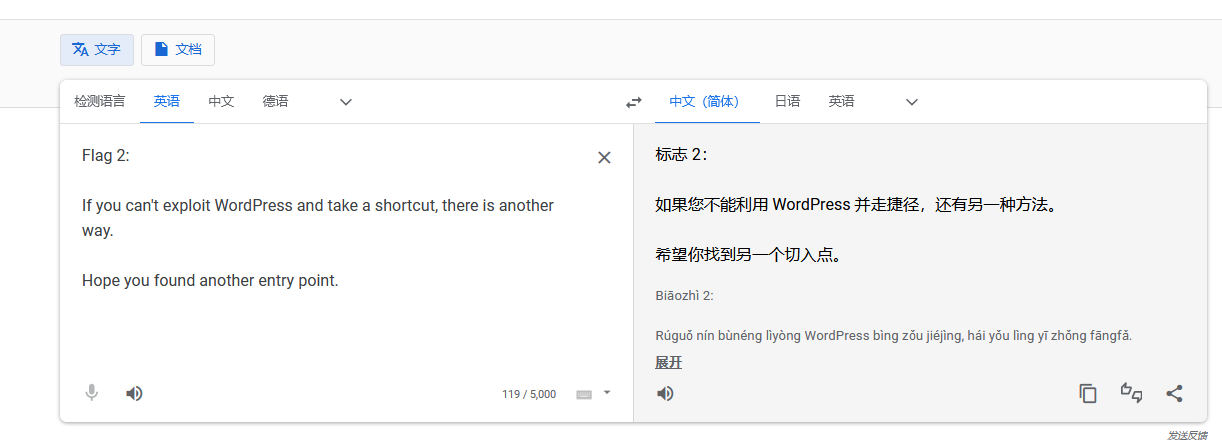 文字 文档
检测语言 英语 中文 德语 中文（简体） 日语 英语
Flag 2:
If you can't exploit WordPress and take a shortcut, there is another
way.
Hope you found another entry point.
119 / 5,000
标志 2：
如果您不能利用 WordPress 并走捷径，还有另一种方法。
希望你找到另一个切入点。
Biāozhì 2:
Rúguǒ nín bùnéng lìyòng WordPress bìng zǒu jiéjìng, hái yǒu lìng yī zhǒng fāngfǎ.
展开
发送反馈